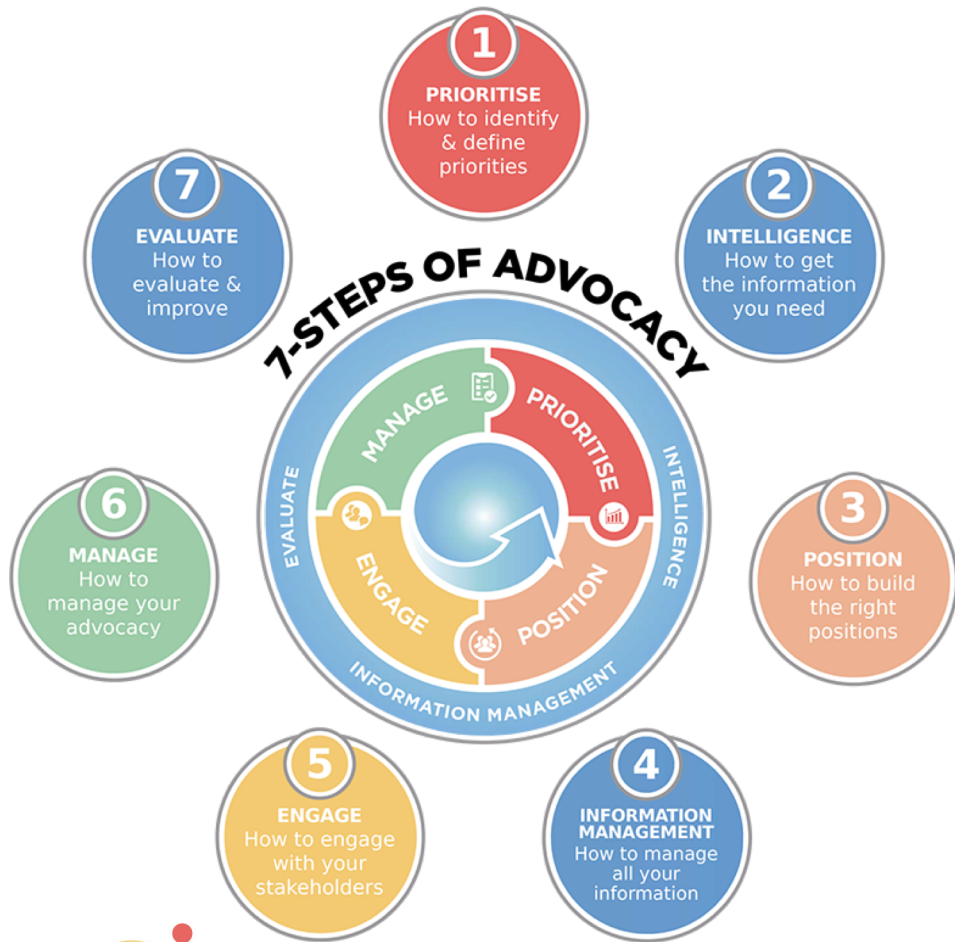 1
PRIORITISE
How to identify
& define
priorities
2
INTELLIGENCE
How to get
the information
you need
3
POSITION
How to build
the right
positions
4
INFORMATION
MANAGEMENT
How to manage
all your
information
5
ENGAGE
How to engage
with your
stakeholders
6
MANAGE
How to
manage your
advocacy
7
EVALUATE
How to
evaluate &
improve
7-STEPS OF ADVOCACY
MANAGE
PRIORITISE
POSITION
ENGAGE
EVALUATE
INTELLIGENCE
INFORMATION MANAGEMENT